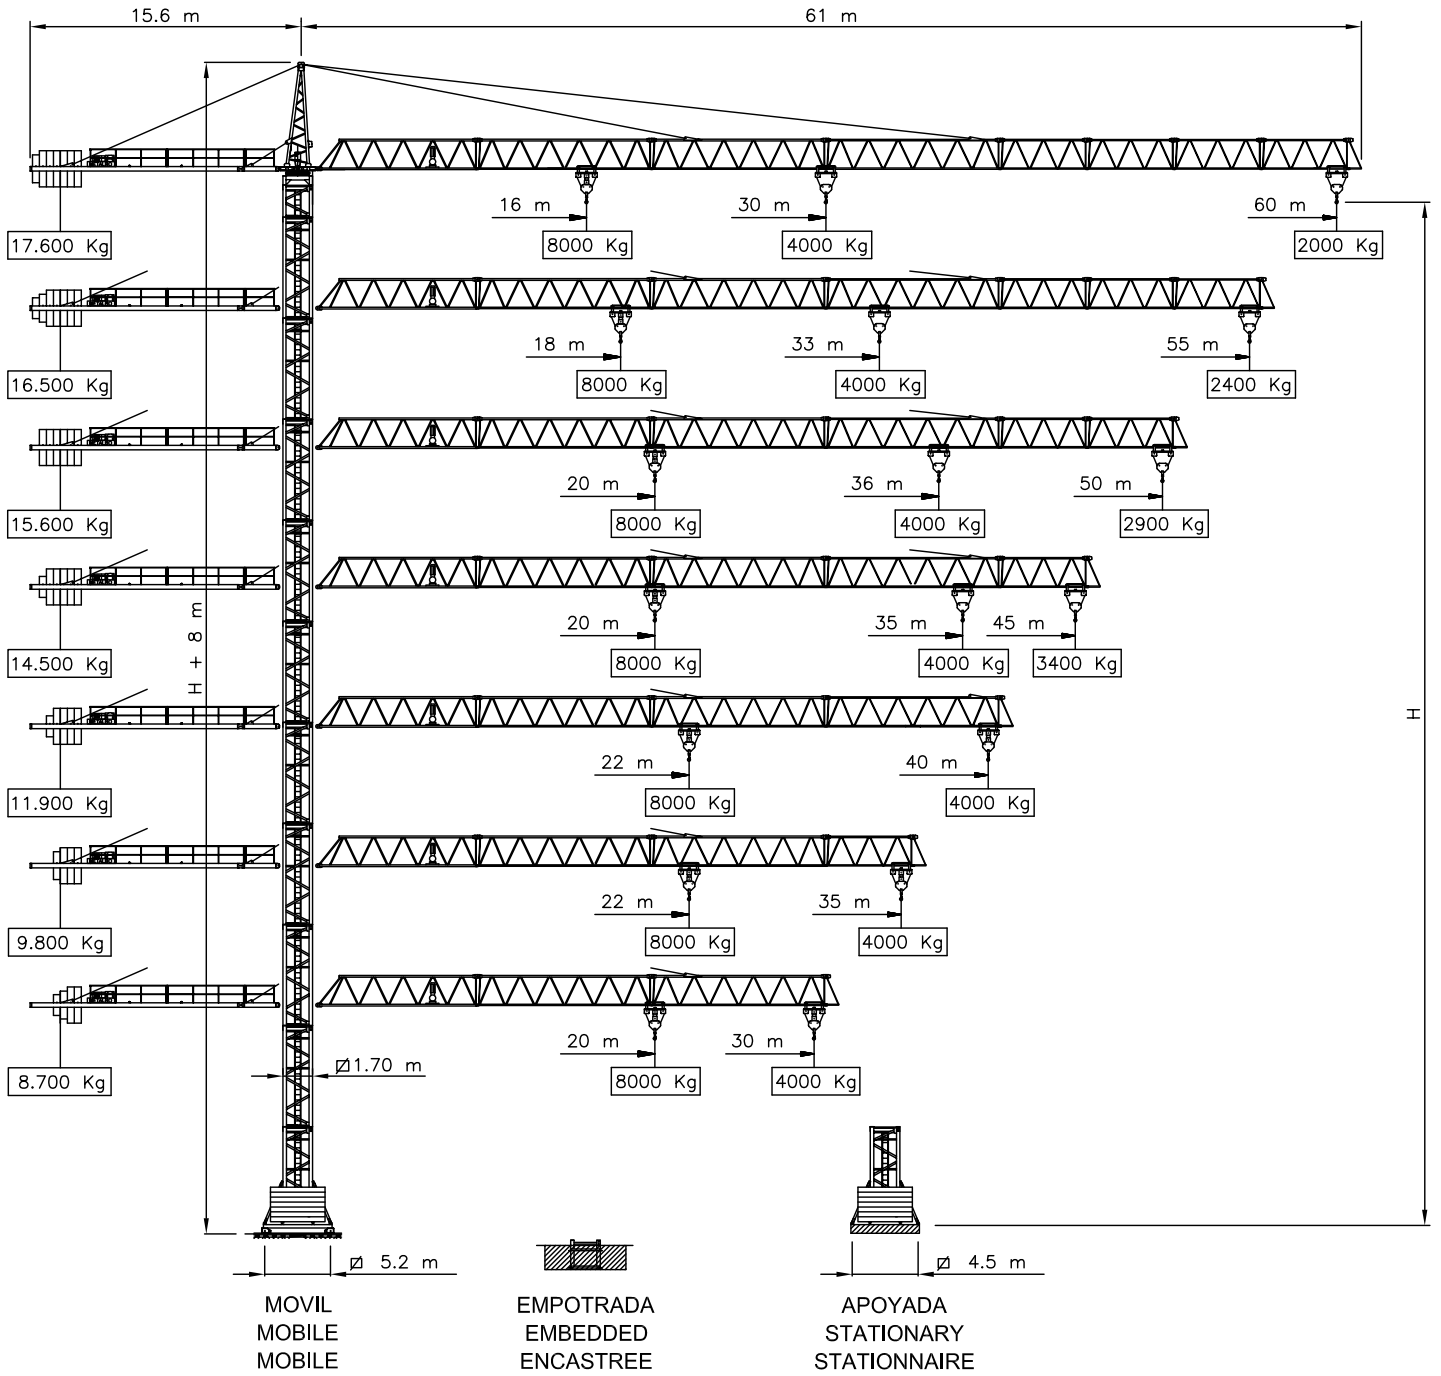 15.6 m 61 m
16 m 30 m 60 m
17.600 Kg 8000 Kg 4000 Kg 2000 Kg
18 m 33 m 55 m
16.500 Kg 8000 Kg 4000 Kg 2400 Kg
20 m 36 m 50 m
15.600 Kg 8000 Kg 4000 Kg 2900 Kg
20 m 35 m 45 m
14.500 Kg 8000 Kg 4000 Kg 3400 Kg
H + 8 m
H
22 m 40 m
11.900 Kg 8000 Kg 4000 Kg
22 m 35 m
9.800 Kg 8000 Kg 4000 Kg
20 m 30 m
8.700 Kg 1.70 m 8000 Kg 4000 Kg
5.2 m 4.5 m
MOVIL
MOBILE
MOBILE
EMPOTRADA
EMBEDDED
ENCASTREE
APOYADA
STATIONARY
STATIONNAIRE